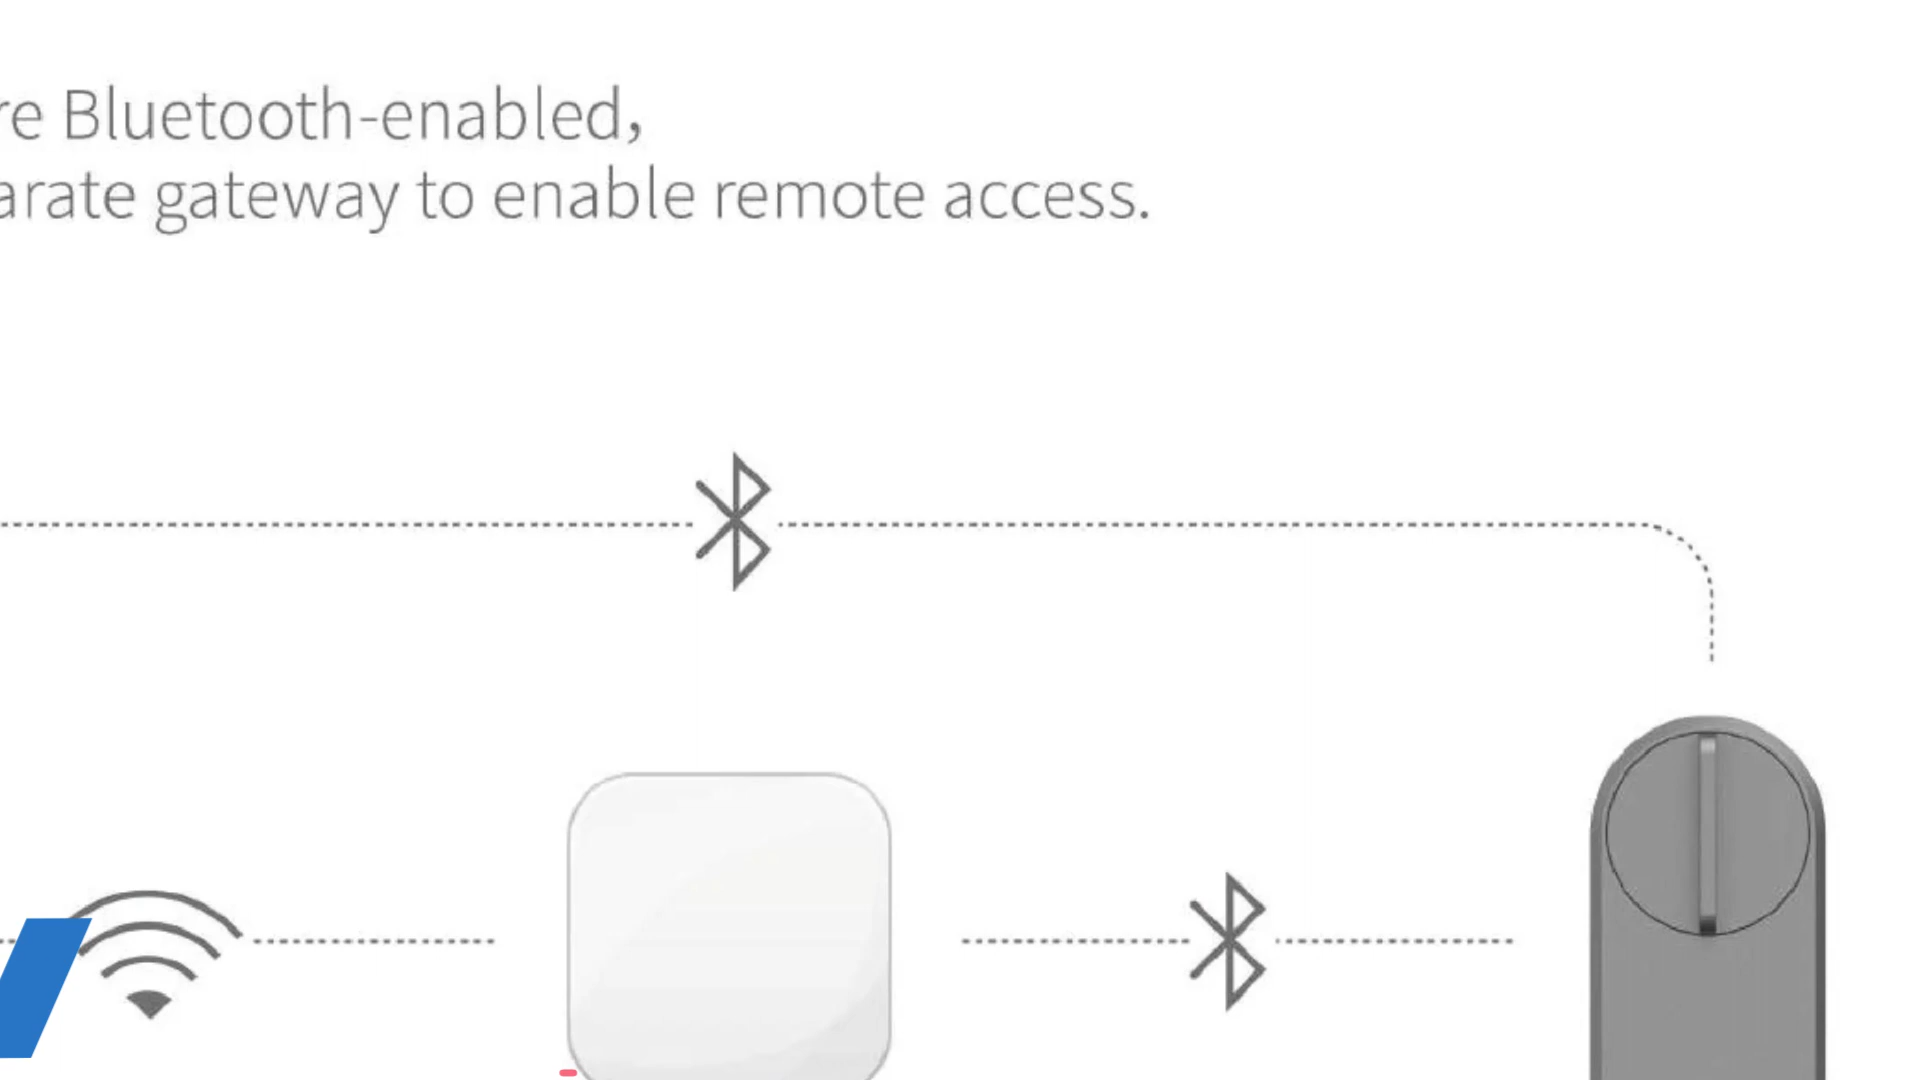 re Bluetooth-enabled,
arate gateway to enable remote access.